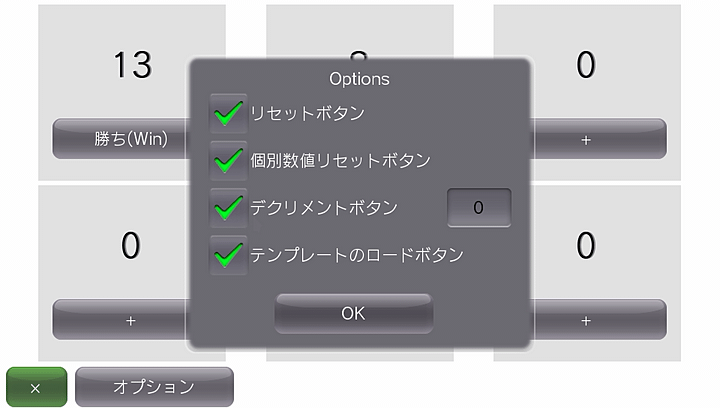 13
0
Options
リセットボタン
個別数値リセットボタン
デクリメントボタン
0
テンプレートのロードボタン
OK
勝ち(Win)
+
0
0
+
+
×
オプション